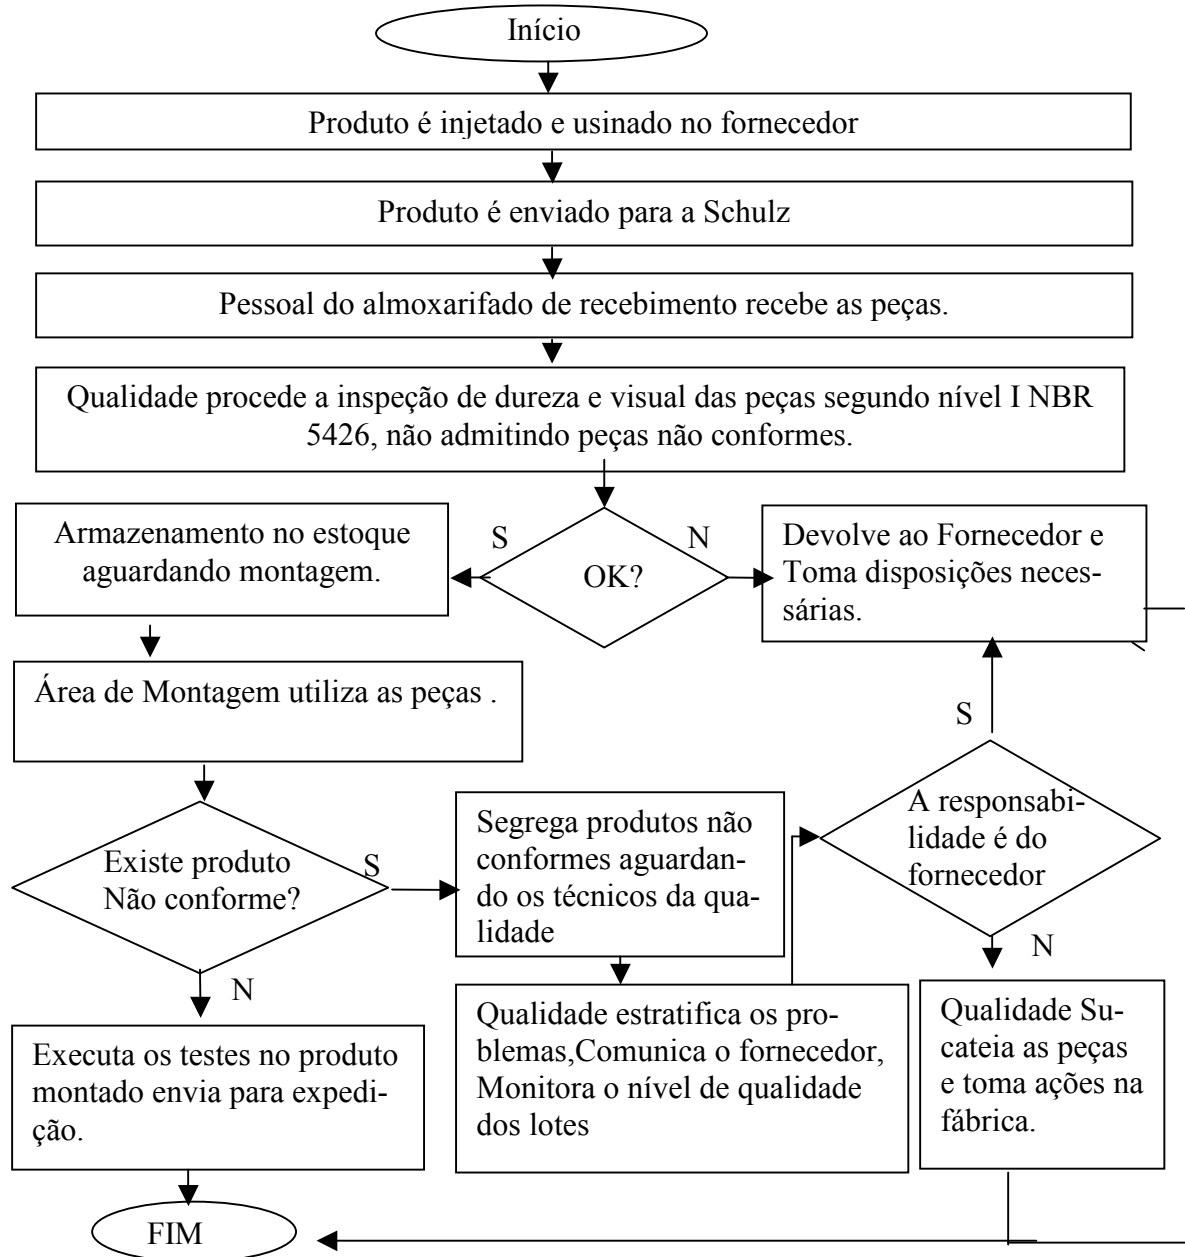 Início
Produto é injetado e usinado no fornecedor
Produto é enviado para a Schulz
Pessoal do almoxarifado de recebimento recebe as peças.
Qualidade procede a inspeção de dureza e visual das peças segundo nível I NBR
5426, não admitindo peças não conformes.
OK?
S
N
Armazenamento no estoque
aguardando montagem.
Devolve ao Fornecedor e
Toma disposições neces-
sárias.
Área de Montagem utiliza as peças .
Existe produto
Não conforme?
S
N
Segrega produtos não
conformes aguardan-
do os técnicos da qua-
lidade
Qualidade estratifica os pro-
blemas,Comunica o fornecedor,
Monitora o nível de qualidade
dos lotes
A responsabi-
lidade é do
fornecedor
S
N
Qualidade Su-
cateia as peças
e toma ações na
fábrica.
Executa os testes no produto
montado envia para expedi-
ção.
FIM